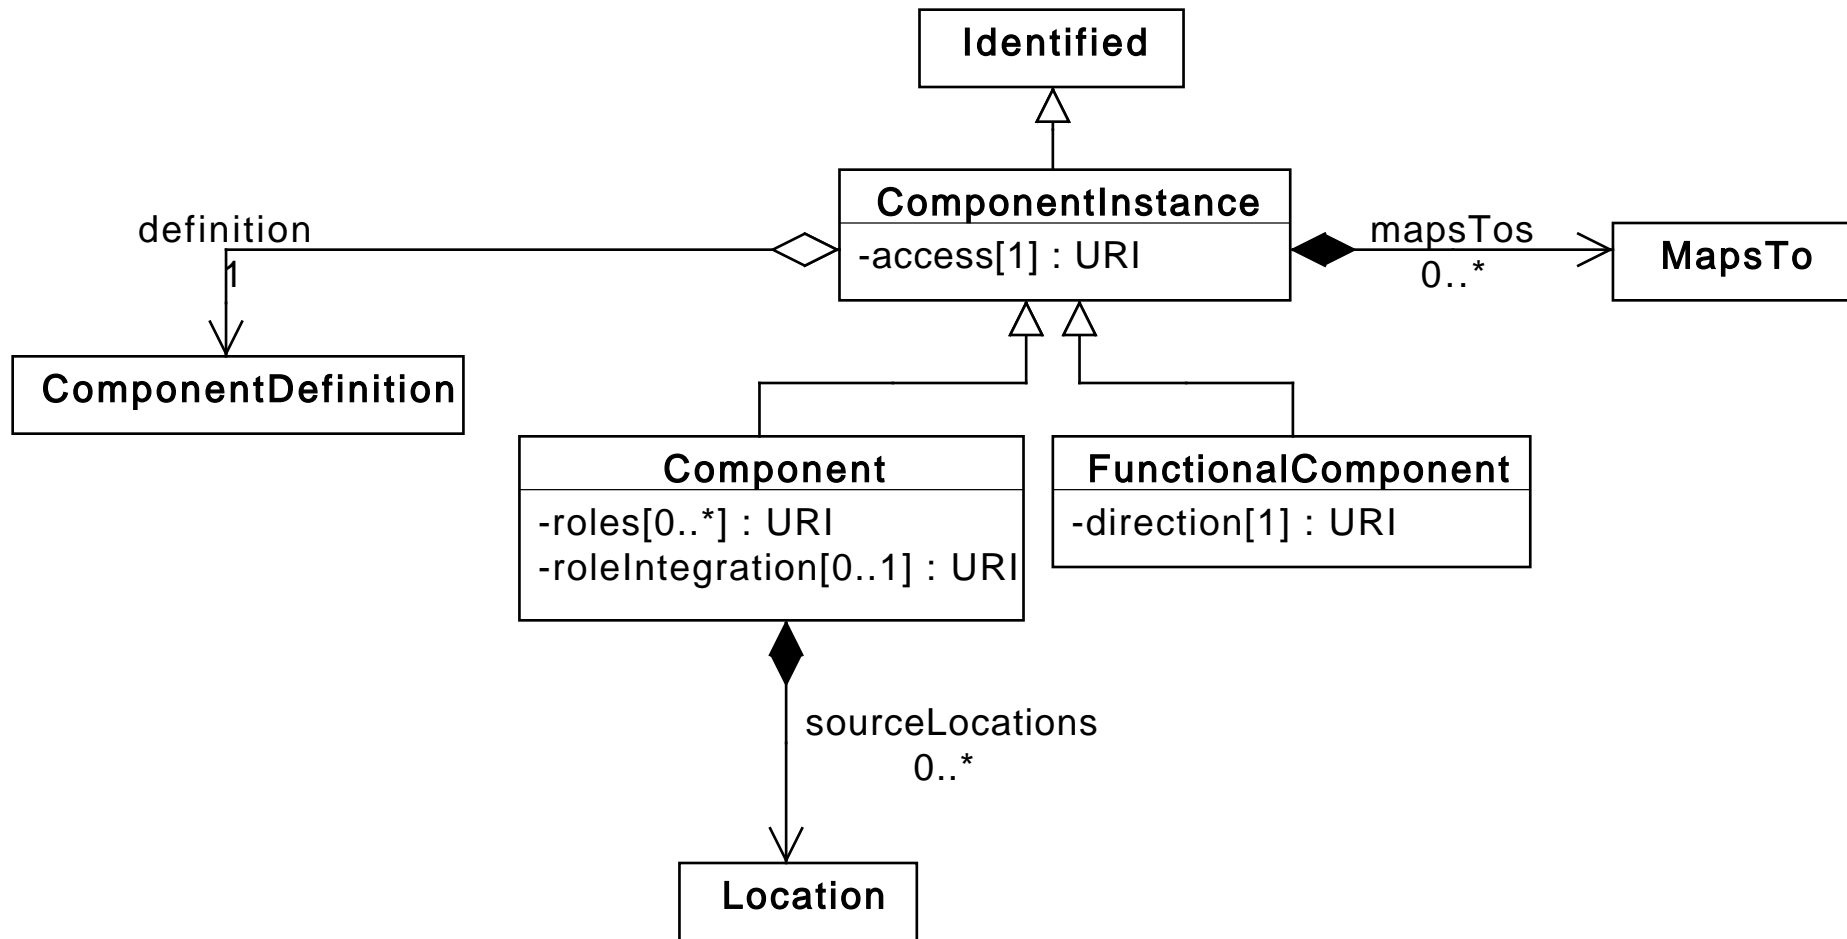 Identified
ComponentInstance
-access[1] : URI
definition
1
mapsTos
0..*
MapsTo
ComponentDefinition
Component
-roles[0..*] : URI
-roleIntegration[0..1] : URI
FunctionalComponent
-direction[1] : URI
sourceLocations
0..*
Location